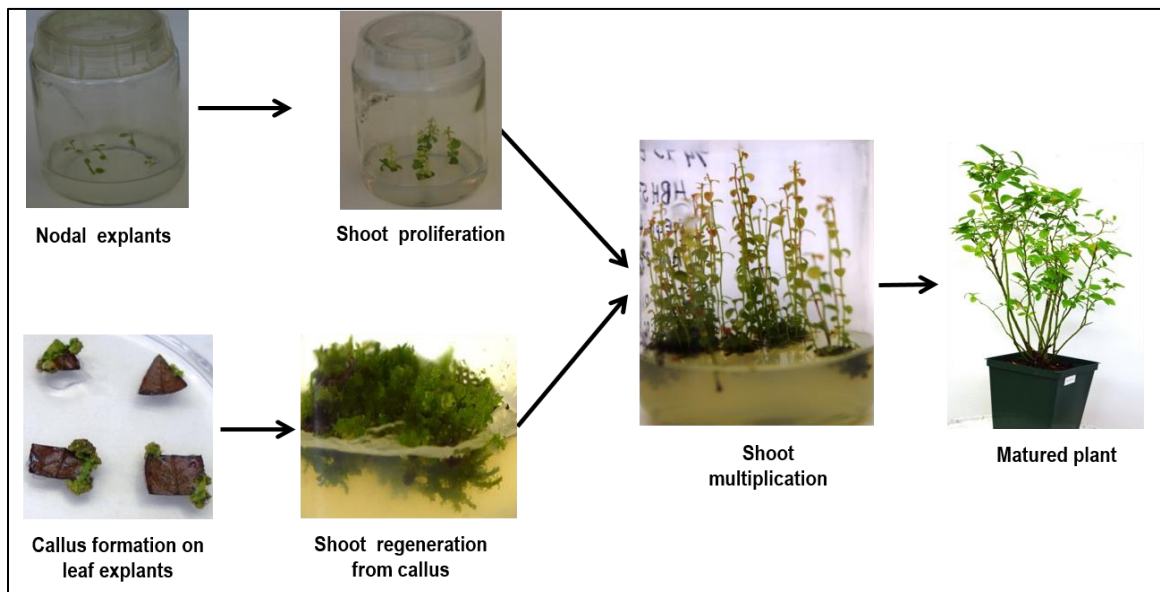 Nodal explants
Shoot proliferation
Callus formation on
leaf explants
Shoot regeneration
from callus
Shoot
multiplication
Matured plant